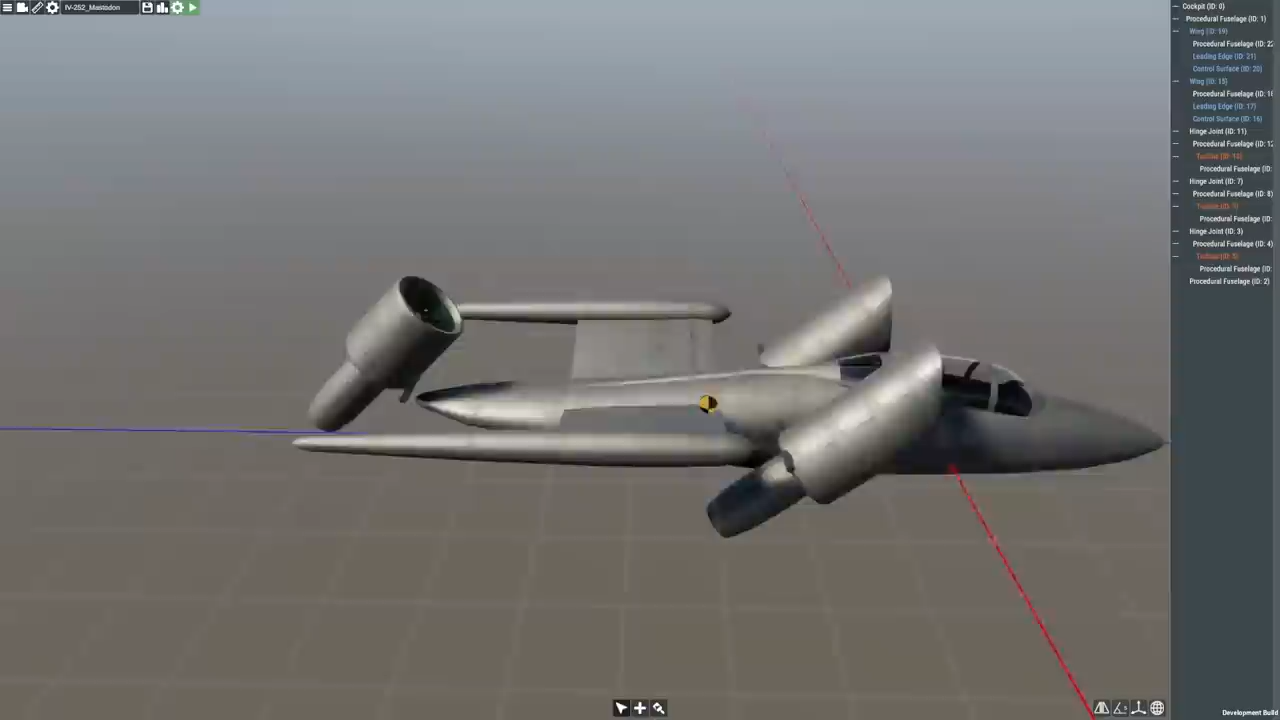 IV-252_Mastodon
Cockpit (ID: 0)
Procedural Fuselage (ID: 1)
Wing (ID: 19)
Procedural Fuselage (ID: 22
Leading Edge (ID: 21)
Control Surface (ID: 20)
Wing (ID: 15)
Procedural Fuselage (ID: 18
Leading Edge (ID: 17)
Control Surface (ID: 16)
Hinge Joint (ID: 11)
Procedural Fuselage (ID: 12
Procedural Fuselage (ID:
Hinge Joint (ID: 7)
Procedural Fuselage (ID: 8)
Procedural Fuselage (ID:
Hinge Joint (ID: 3)
Procedural Fuselage (ID: 4)
Procedural Fuselage (ID:
Procedural Fuselage (ID: 2)
Development Build